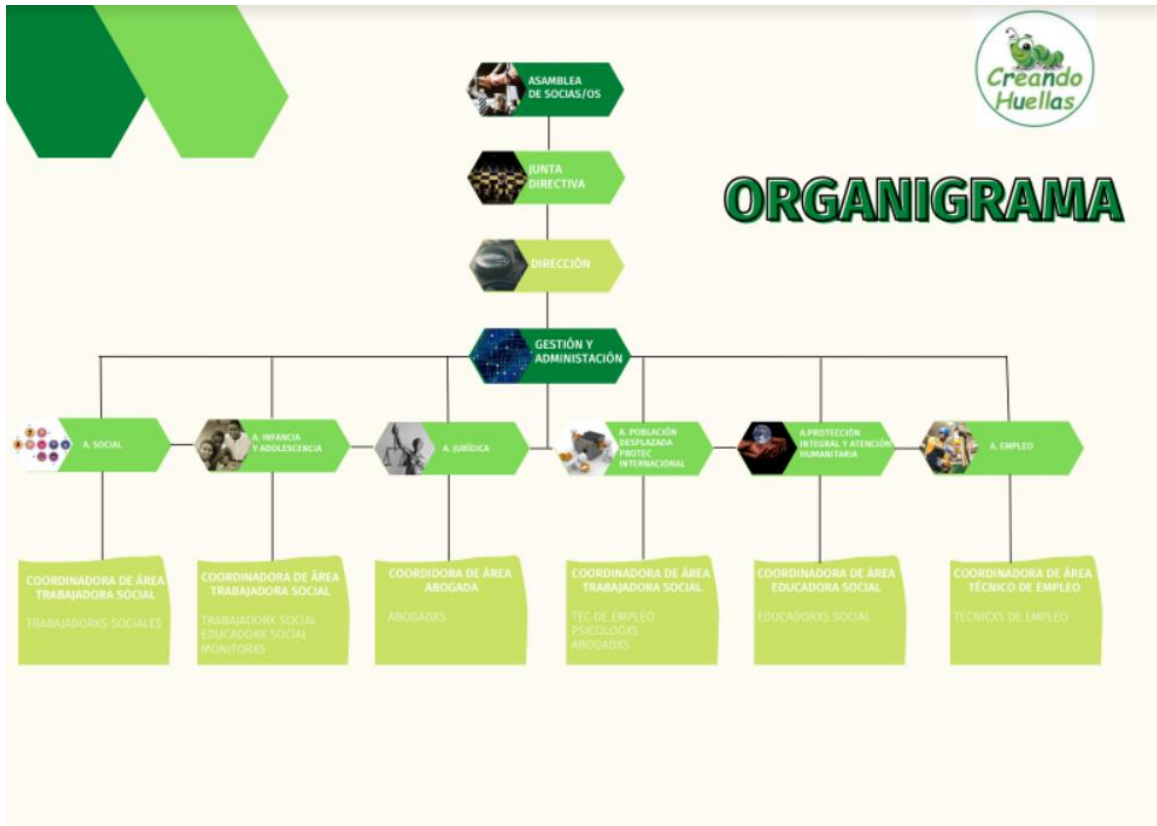 Creando
Huellas
ORGANIGRAMA
ASAMBLEA
DE SOCIAS/OS
JUNTA
DIRECTIVA
DIRECCIÓN
GESTIÓN Y
ADMINISTACIÓN
A. SOCIAL
A. INFANCIA
Y ADOLESCENCIA
A. JURÍDICA
A. POBLACIÓN
DESPLAZADA
PROTEC
INTERNACIONAL
A.PROTECCIÓN
INTEGRAL Y ATENCIÓN
HUMANITARIA
A. EMPLEO
COORDINADORA DE ÁREA
TRABAJADORA SOCIAL
TRABAJADORXS SOCIALES
COORDINADORA DE ÁREA
TRABAJADORA SOCIAL
TRABAJADORX SOCIAL
EDUCADORX SOCIAL
MONITORXS
COORDIDORA DE ÁREA
ABOGADA
ABOGADXS
COORDINADORA DE ÁREA
TRABAJADORA SOCIAL
TEC DE EMPLEO
PSICOLOGXS
ABOGADXS
COORDINADORA DE ÁREA
EDUCADORA SOCIAL
EDUCADORXS SOCIAL
COORDINADORA DE ÁREA
TÉCNICO DE EMPLEO
TECNICXS DE EMPLEO